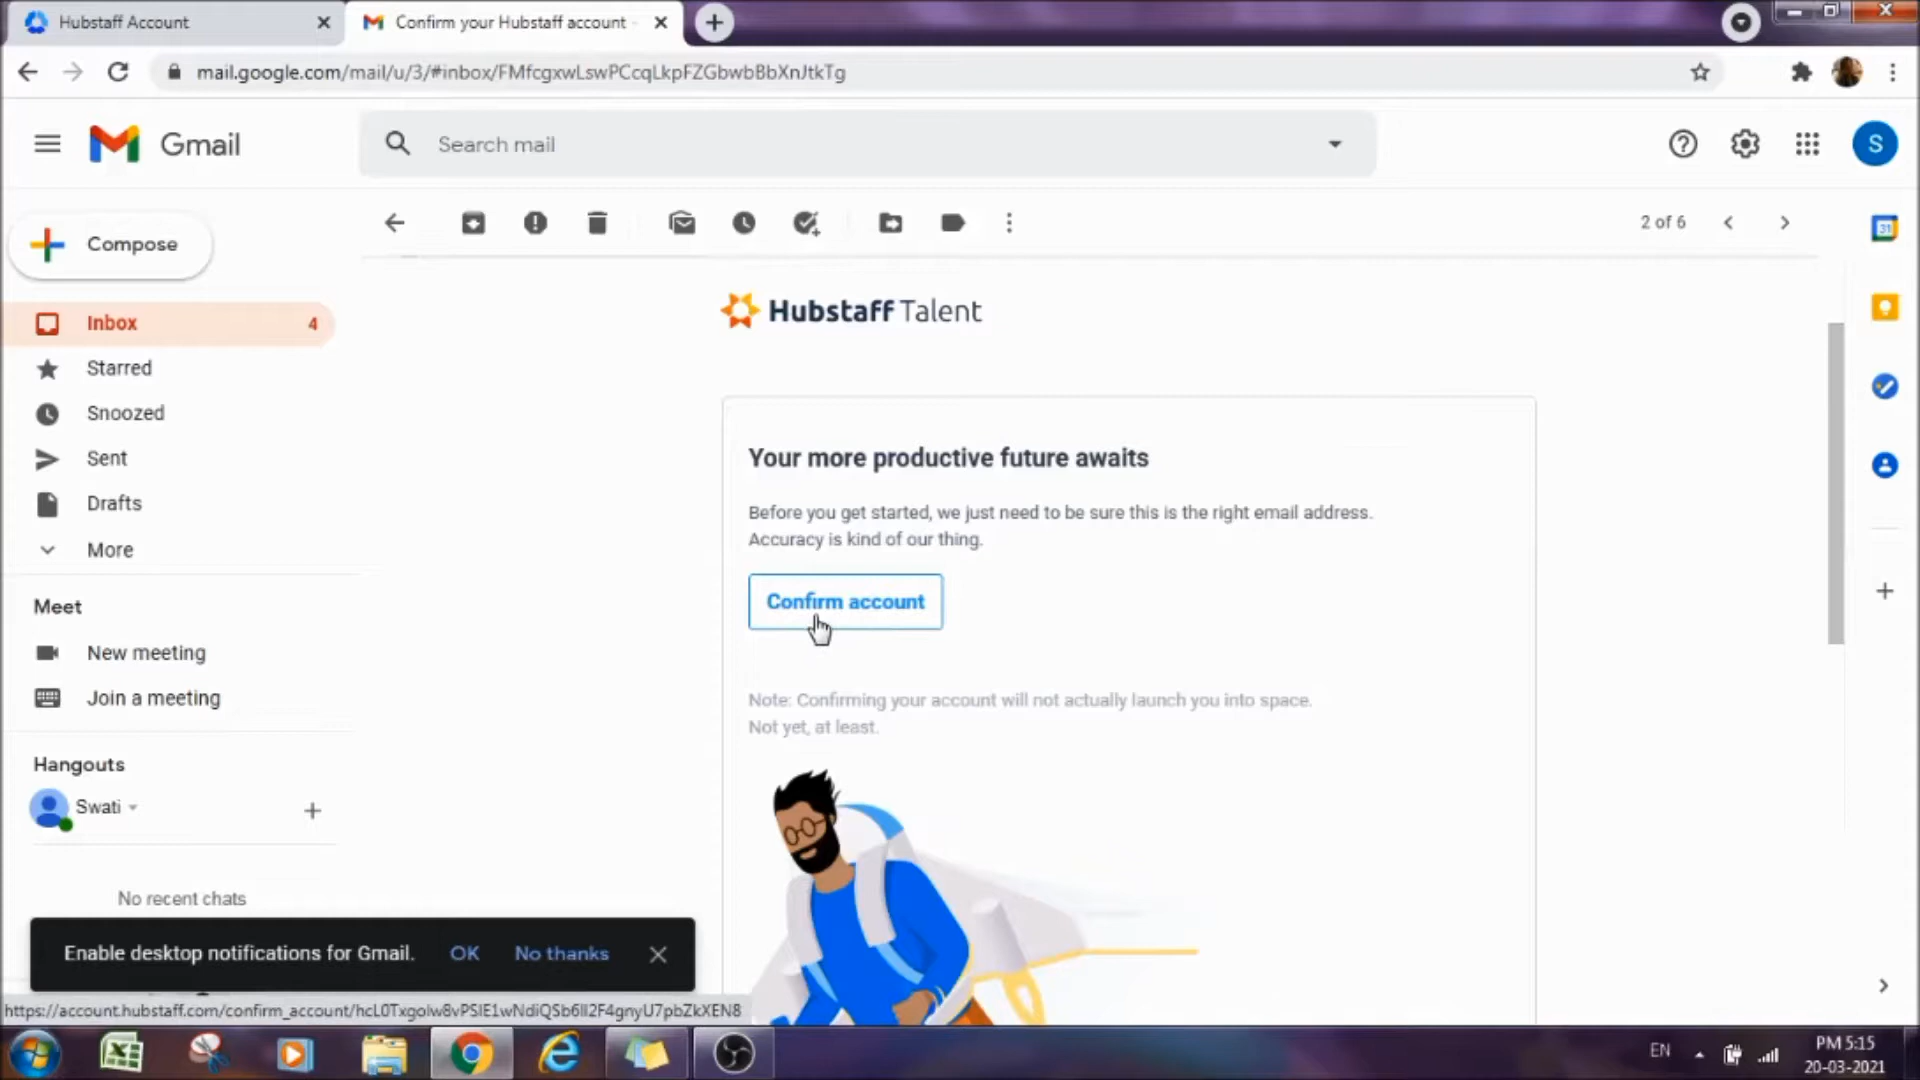 Hubstaff Account
Confirm your Hubstaff account -
mail.google.com/mail/u/3/#inbox/FMfcgxwLswPCcqLkpFZGbwbBbXnJtkTg
Gmail
Search mail
S
Compose
2 of 6
31
Inbox 4
Starred
Snoozed
Sent
Drafts
More
Meet
New meeting
Join a meeting
Hangouts
Swati
No recent chats
Hubstaff Talent
Your more productive future awaits
Before you get started, we just need to be sure this is the right email address.
Accuracy is kind of our thing.
Confirm account
Note: Confirming your account will not actually launch you into space.
Not yet, at least.
Enable desktop notifications for Gmail. OK No thanks
https://account.hubstaff.com/confirm_account/hcL0Txgoiw8vPSIE1wNdiQSb6II2F4gnyU7pbZkXEN8
EN
PM 5:15
20-03-2021